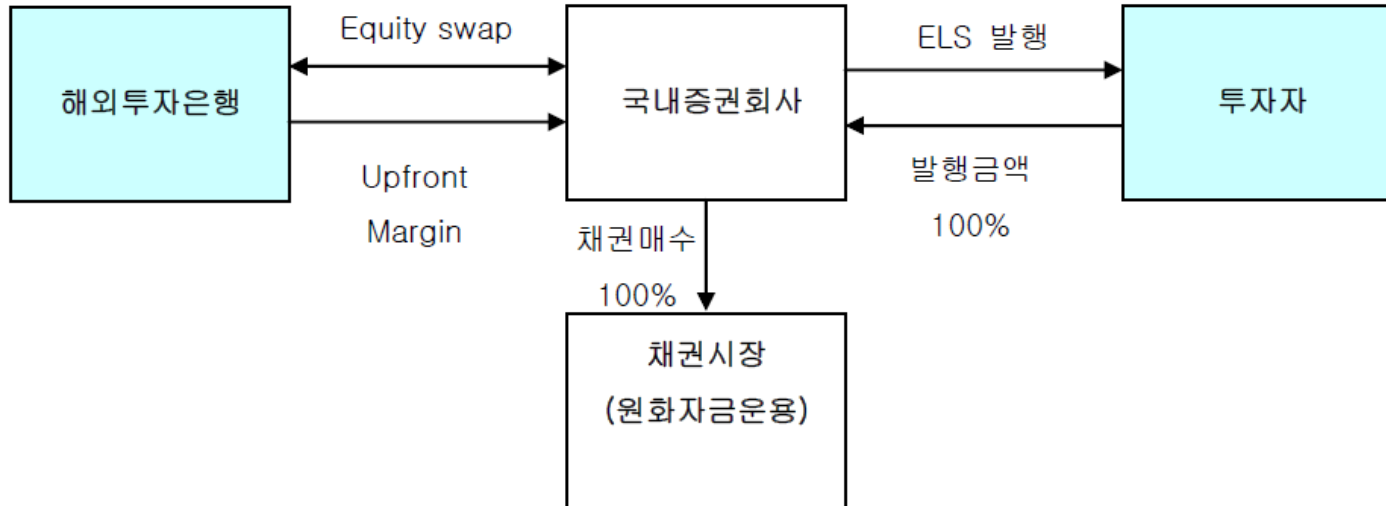 Equity swap
ELS 발행
해외투자은행
국내증권회사
투자자
Upfront
Margin
발행금액
100%
채권매수
100%
채권시장
(원화자금운용)